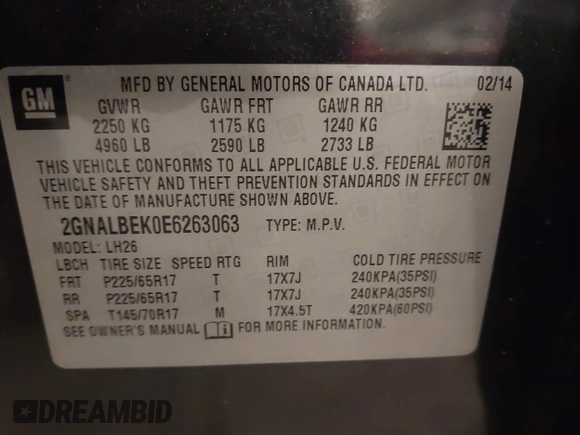 GM
MFD BY GENERAL MOTORS OF CANADA LTD. 02/14
GVWR GAWR FRT GAWR RR
2250 KG 1175 KG 1240 KG
4960 LB 2590 LB 2733 LB
THIS VEHICLE CONFORMS TO ALL APPLICABLE U.S. FEDERAL MOTOR
VEHICLE SAFETY AND THEFT PREVENTION STANDARDS IN EFFECT ON
THE DATE OF MANUFACTURE SHOWN ABOVE.
2GNALBEK0E6263063 TYPE: M.P.V.
MODEL: LH26
LBCH TIRE SIZE SPEED RTG RIM COLD TIRE PRESSURE
FRT P225/65R17 T 17X7J 240KPA(35PSI)
RR P225/65R17 T 17X7J 240KPA(35PSI)
SPA T145/70R17 M 17X4.5T 420KPA(60PSI)
SEE OWNER'S MANUAL FOR MORE INFORMATION
DREAMBID